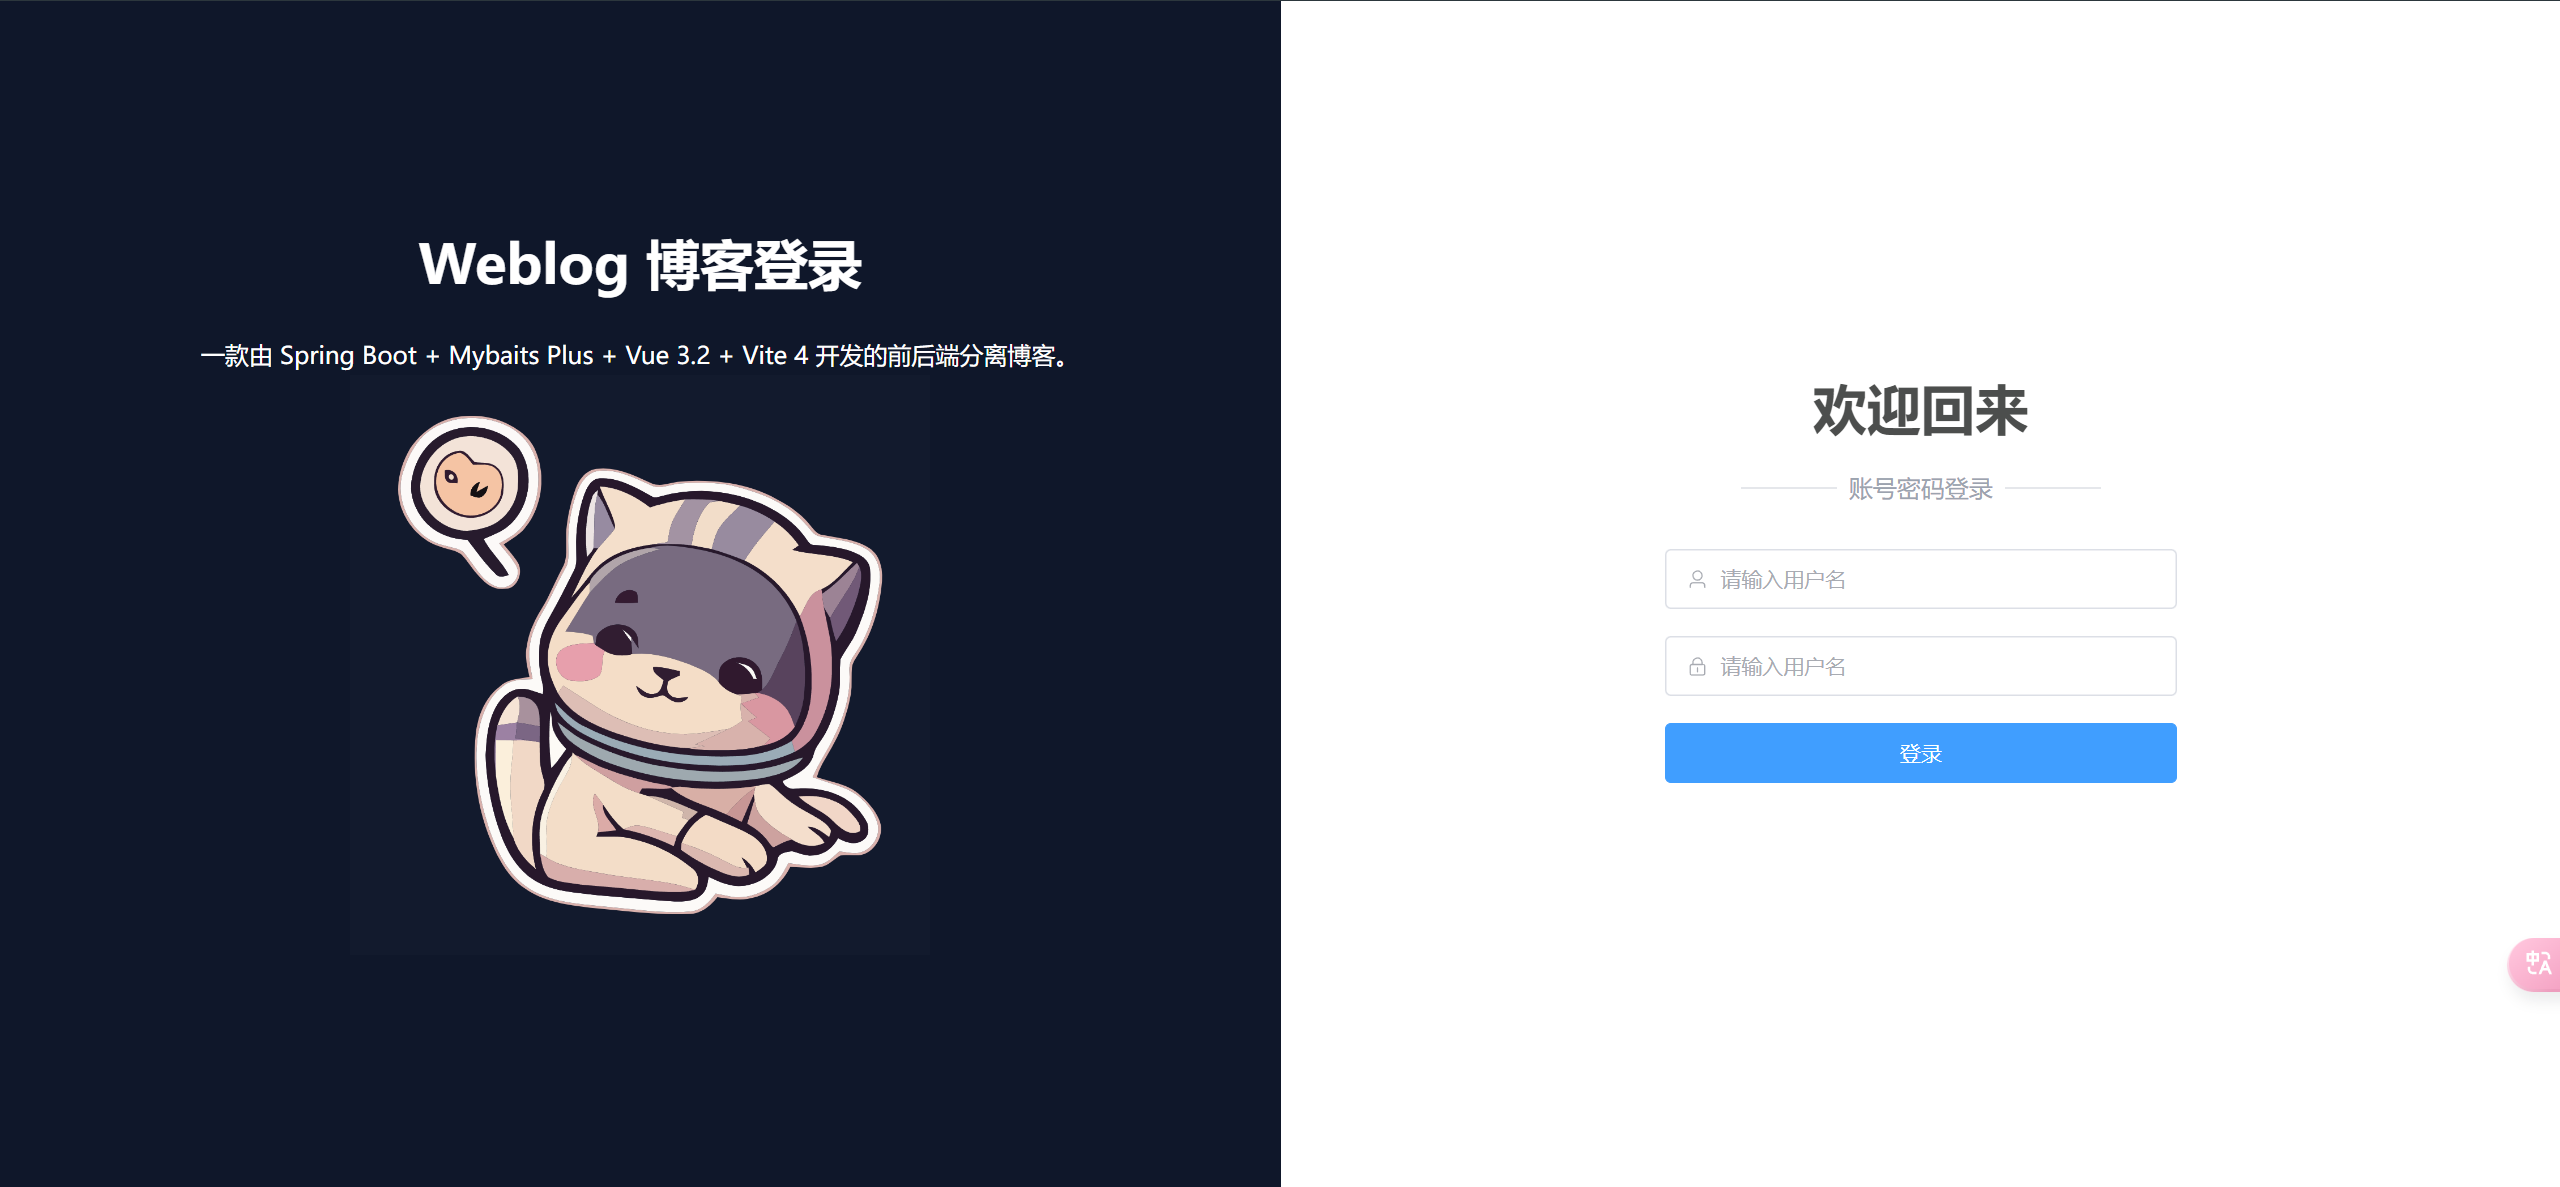 Weblog 博客登录
一款由 Spring Boot + Mybaits Plus + Vue 3.2 + Vite 4 开发的前后端分离博客。
欢迎回来
账号密码登录
请输入用户名
请输入用户名
登录
中A